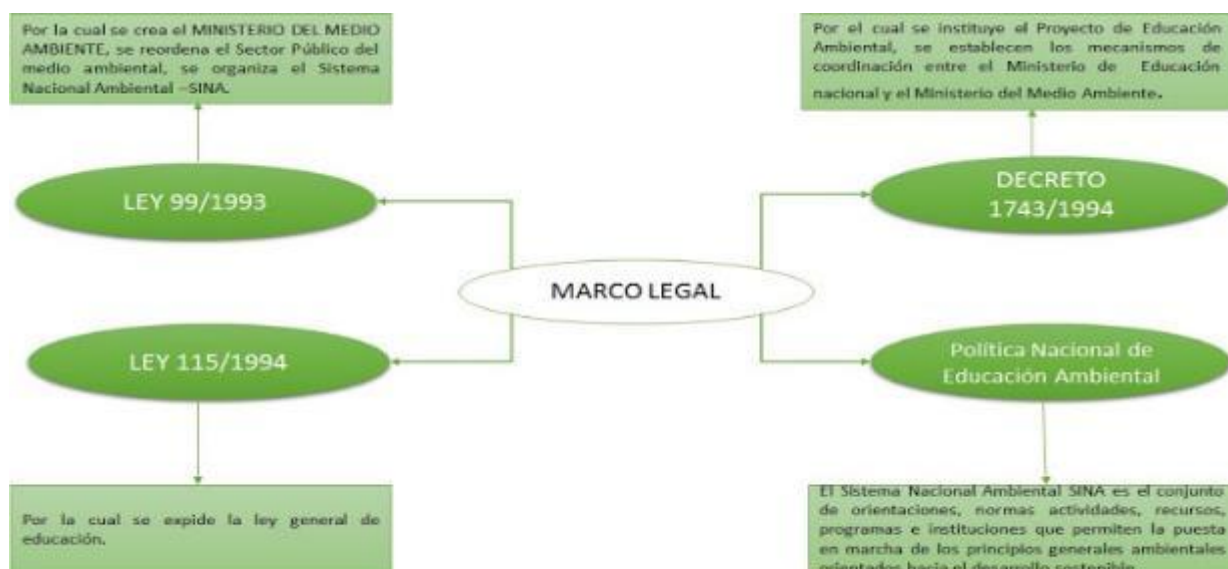 Por la cual se crea el MINISTERIO DEL MEDIO
AMBIENTE, se reordena el Sector Público del
medio ambiental, se organiza el Sistema
Nacional Ambiental –SINA.
Por el cual se instituye el Proyecto de Educación
Ambiental, se establecen los mecanismos de
coordinación entre el Ministerio de Educación
nacional y el Ministerio del Medio Ambiente.
LEY 99/1993
DECRETO
1743/1994
MARCO LEGAL
LEY 115/1994
Política Nacional de
Educación Ambiental
Por la cual se expide la ley general de
educación.
El Sistema Nacional Ambiental SINA es el conjunto
de orientaciones, normas actividades, recursos,
programas e instituciones que permiten la puesta
en marcha de los principios generales ambientales
orientados hacia el desarrollo sostenible